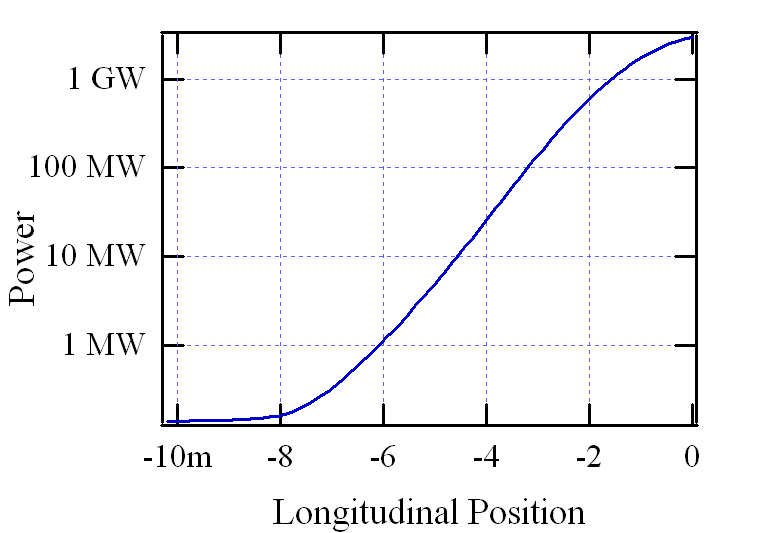 1 GW
100 MW
10 MW
1 MW
Power
-10m -8 -6 -4 -2 0
Longitudinal Position